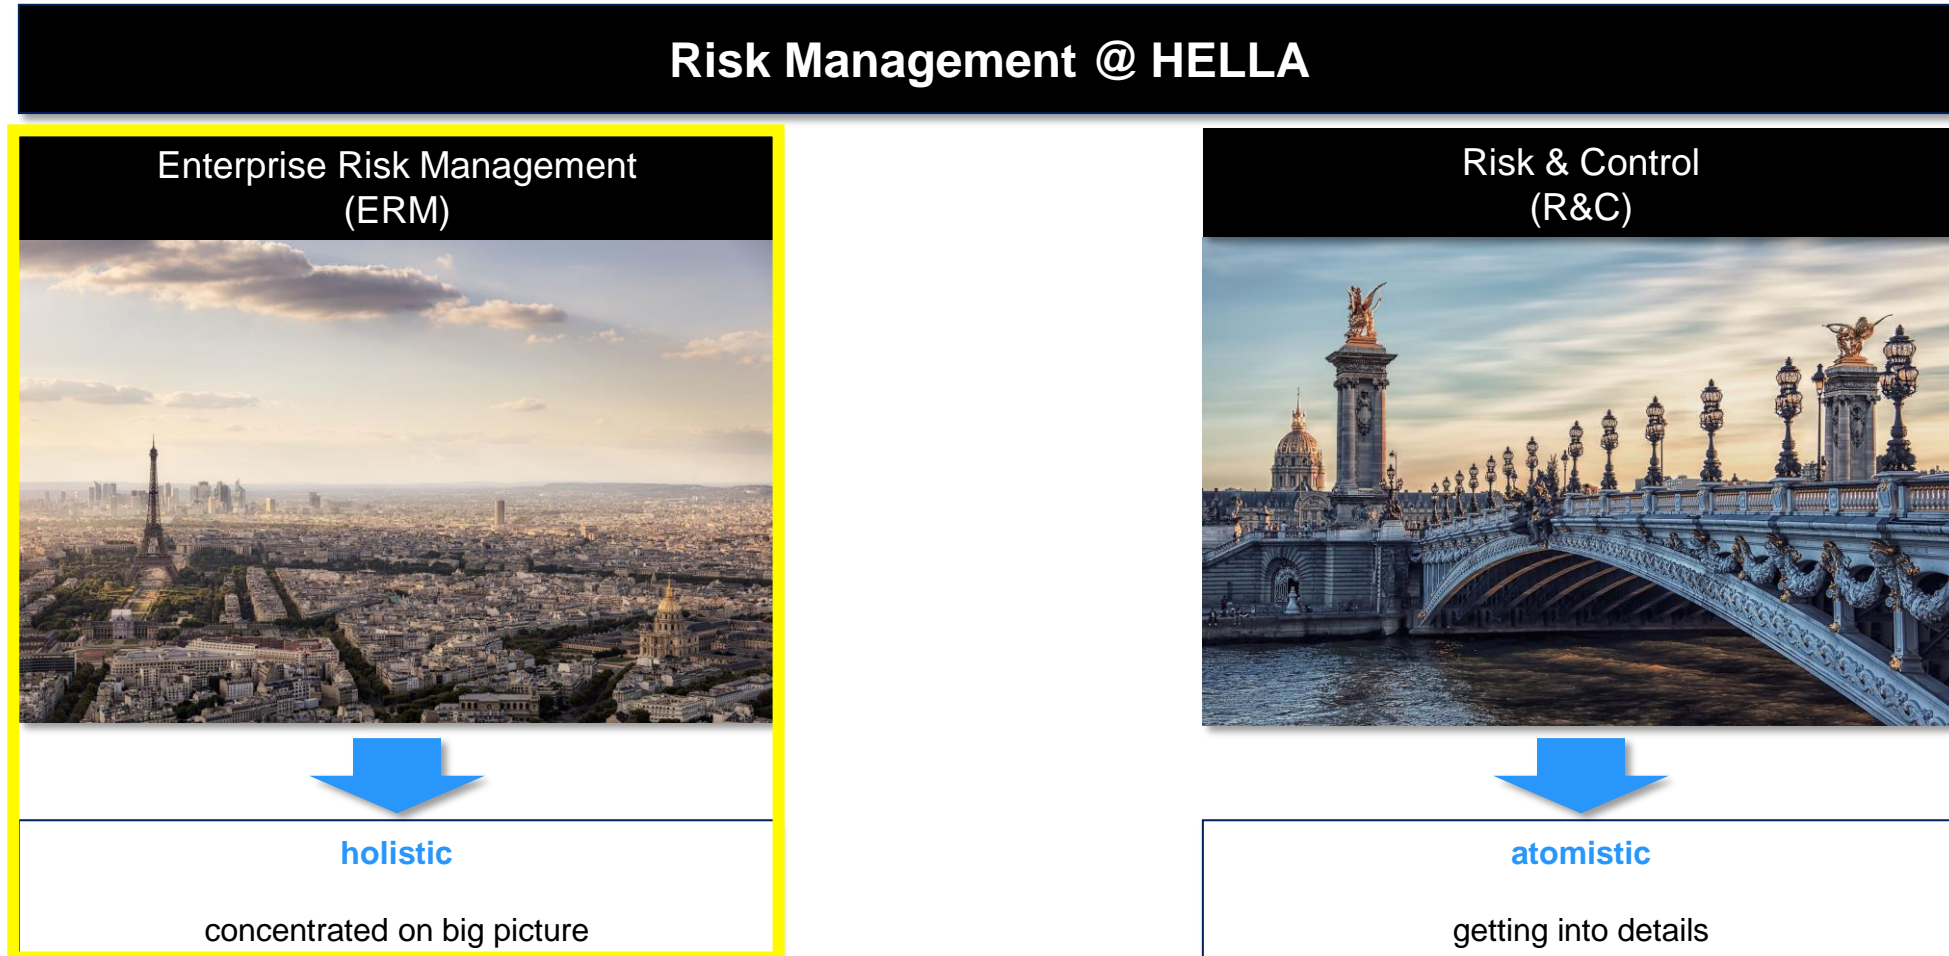 Risk Management @ HELLA
Enterprise Risk Management
(ERM)
Risk & Control
(R&C)
holistic
concentrated on big picture
atomistic
getting into details